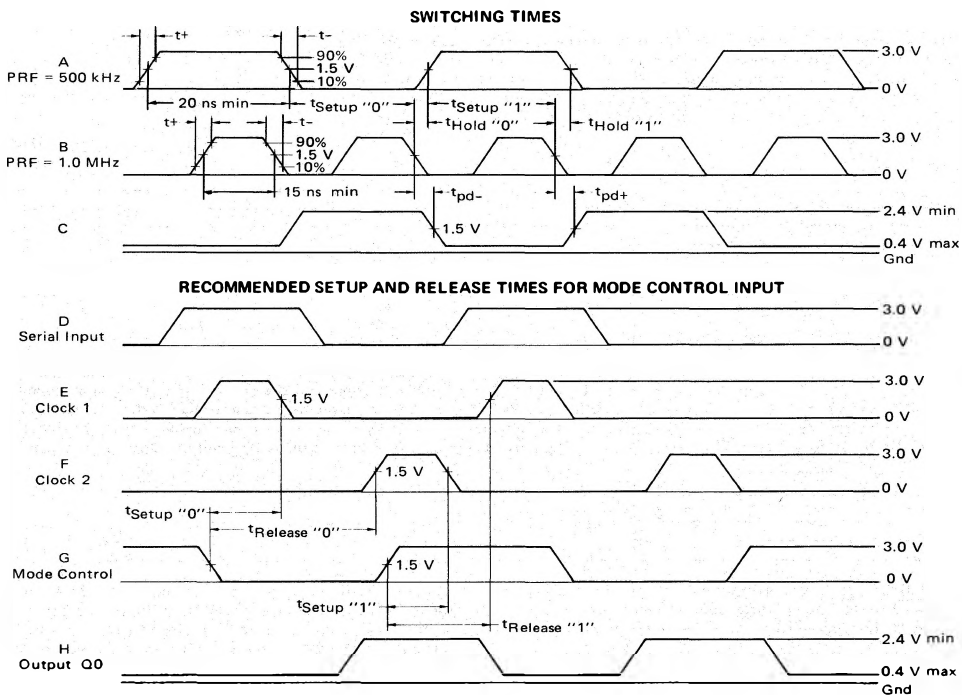 SWITCHING TIMES
A
PRF = 500 kHz
t+
t-
90%
1.5 V
10%
3.0 V
0 V
20 ns min
tSetup "0"
tSetup "1"
tHold "0"
tHold "1"
B
PRF = 1.0 MHz
t+
t-
90%
1.5 V
10%
3.0 V
0 V
15 ns min
tpd-
tpd+
C
1.5 V
2.4 V min
0.4 V max
Gnd
RECOMMENDED SETUP AND RELEASE TIMES FOR MODE CONTROL INPUT
D
Serial Input
3.0 V
0 V
E
Clock 1
1.5 V
3.0 V
0 V
F
Clock 2
1.5 V
3.0 V
0 V
tSetup "0"
tRelease "0"
G
Mode Control
1.5 V
3.0 V
0 V
tSetup "1"
tRelease "1"
H
Output Q0
2.4 V min
0.4 V max
Gnd